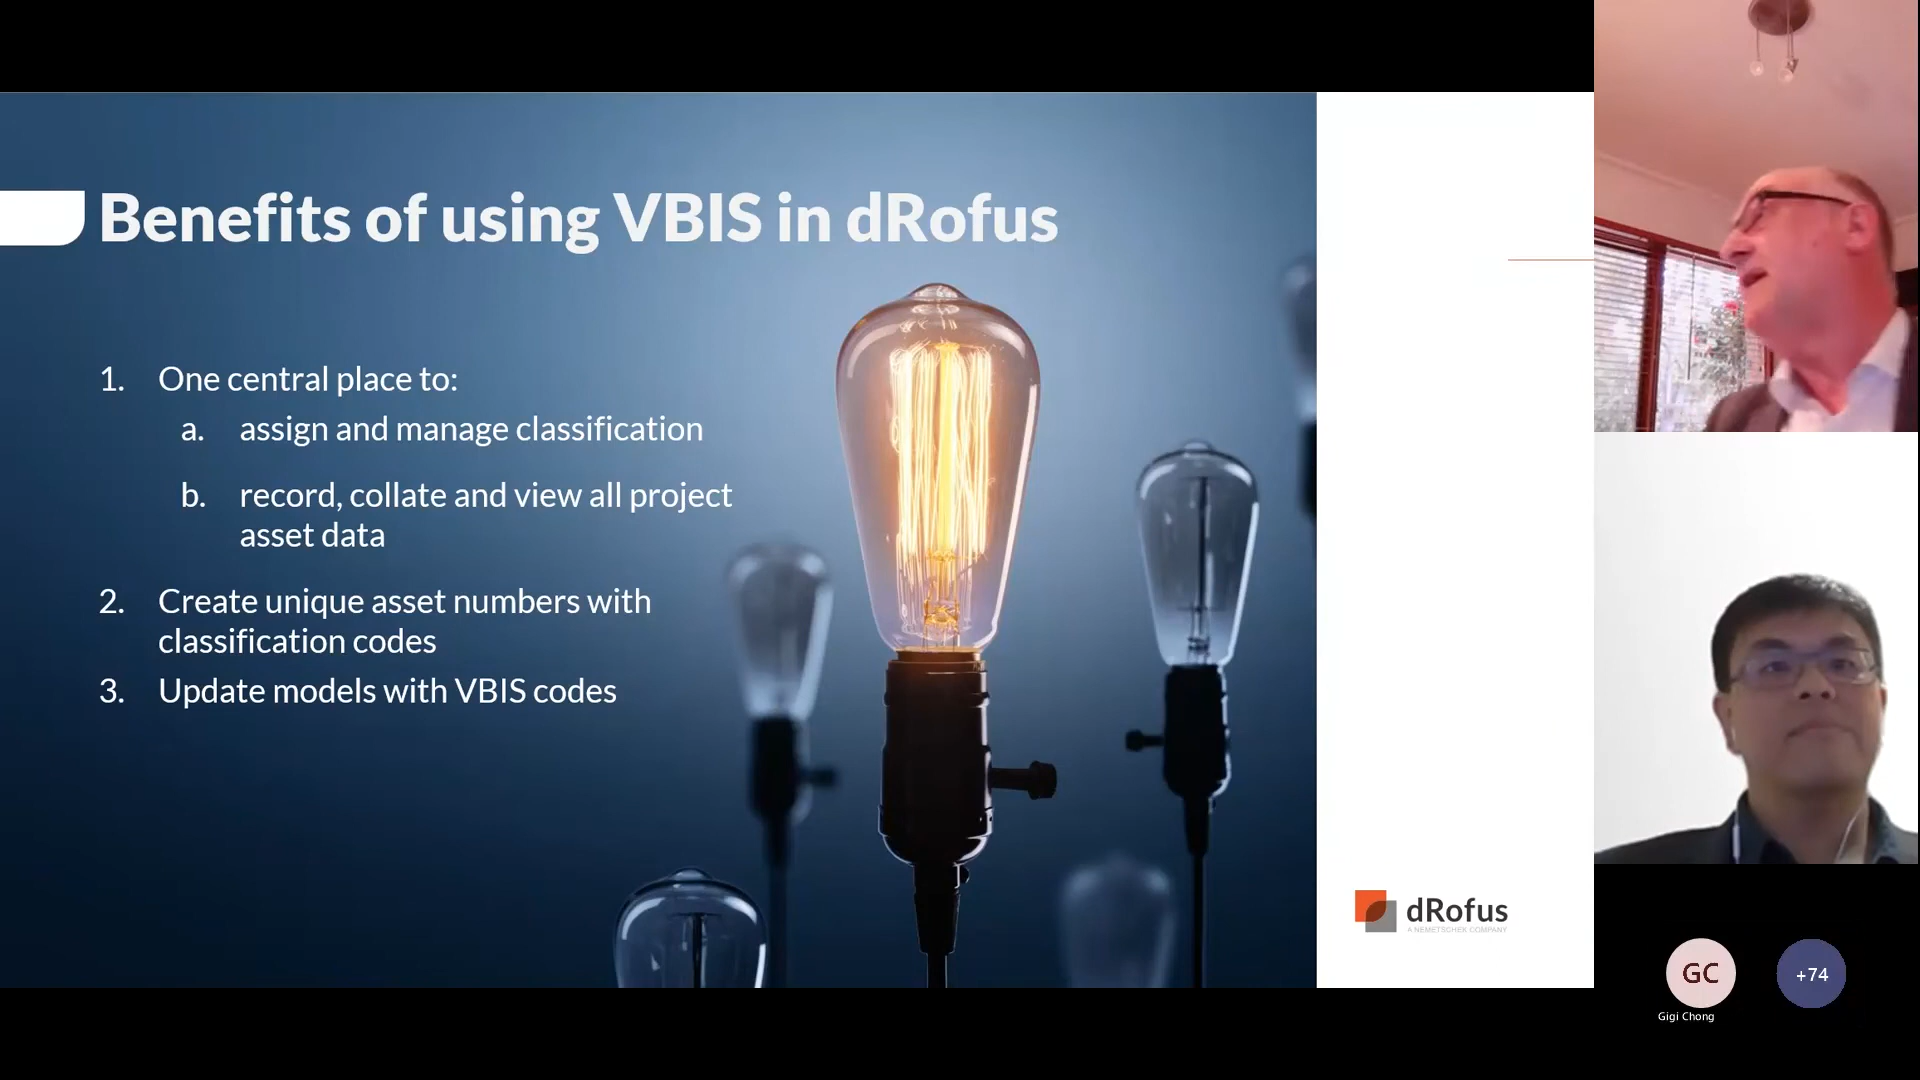 Benefits of using VBIS in dRofus
1. One central place to:
a. assign and manage classification
b. record, collate and view all project
asset data
2. Create unique asset numbers with
classification codes
3. Update models with VBIS codes
dRofus
A NEMETSCHEK COMPANY
GC
+74
Gigi Chong